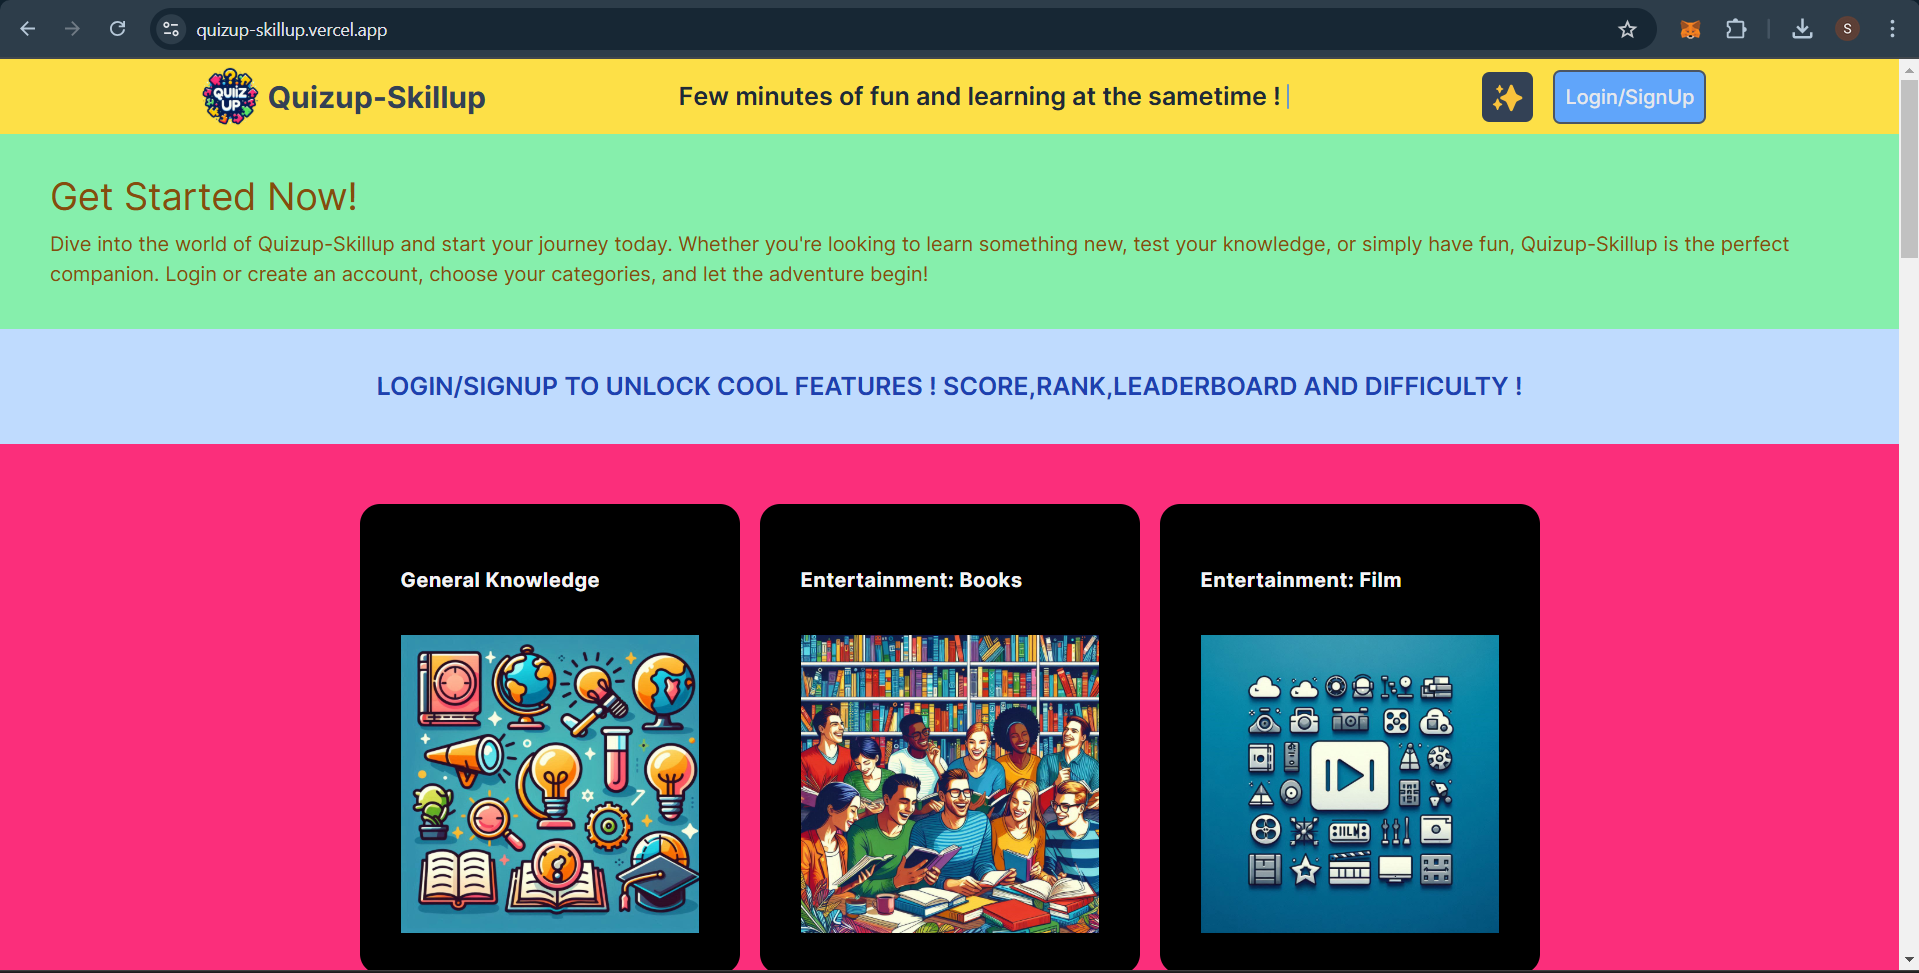 quizup-skillup.vercel.app
S
QUIIZ
UP
Quizup-Skillup
Few minutes of fun and learning at the sametime !
Login/SignUp
Get Started Now!
Dive into the world of Quizup-Skillup and start your journey today. Whether you're looking to learn something new, test your knowledge, or simply have fun, Quizup-Skillup is the perfect
companion. Login or create an account, choose your categories, and let the adventure begin!
LOGIN/SIGNUP TO UNLOCK COOL FEATURES ! SCORE,RANK,LEADERBOARD AND DIFFICULTY !
General Knowledge
Entertainment: Books
Entertainment: Film